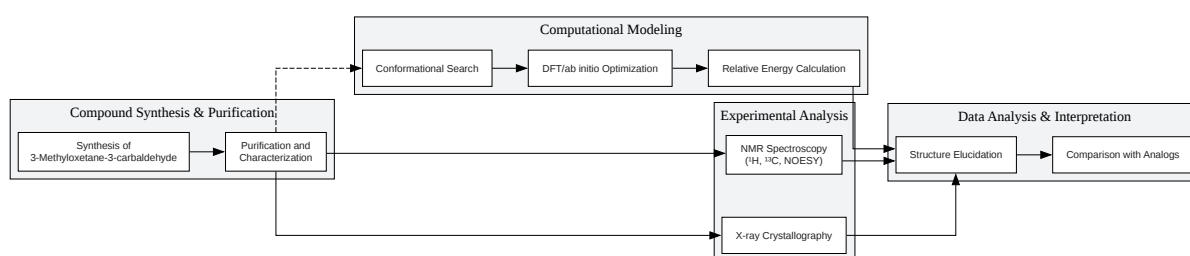 Computational Modeling
Conformational Search
DFT/ab initio Optimization
Relative Energy Calculation
Compound Synthesis & Purification
Synthesis of
3-Methyloxetane-3-carbaldehyde
Purification and
Characterization
Experimental Analysis
NMR Spectroscopy
(¹H, ¹³C, NOESY)
X-ray Crystallography
Data Analysis & Interpretation
Structure Elucidation
Comparison with Analogs